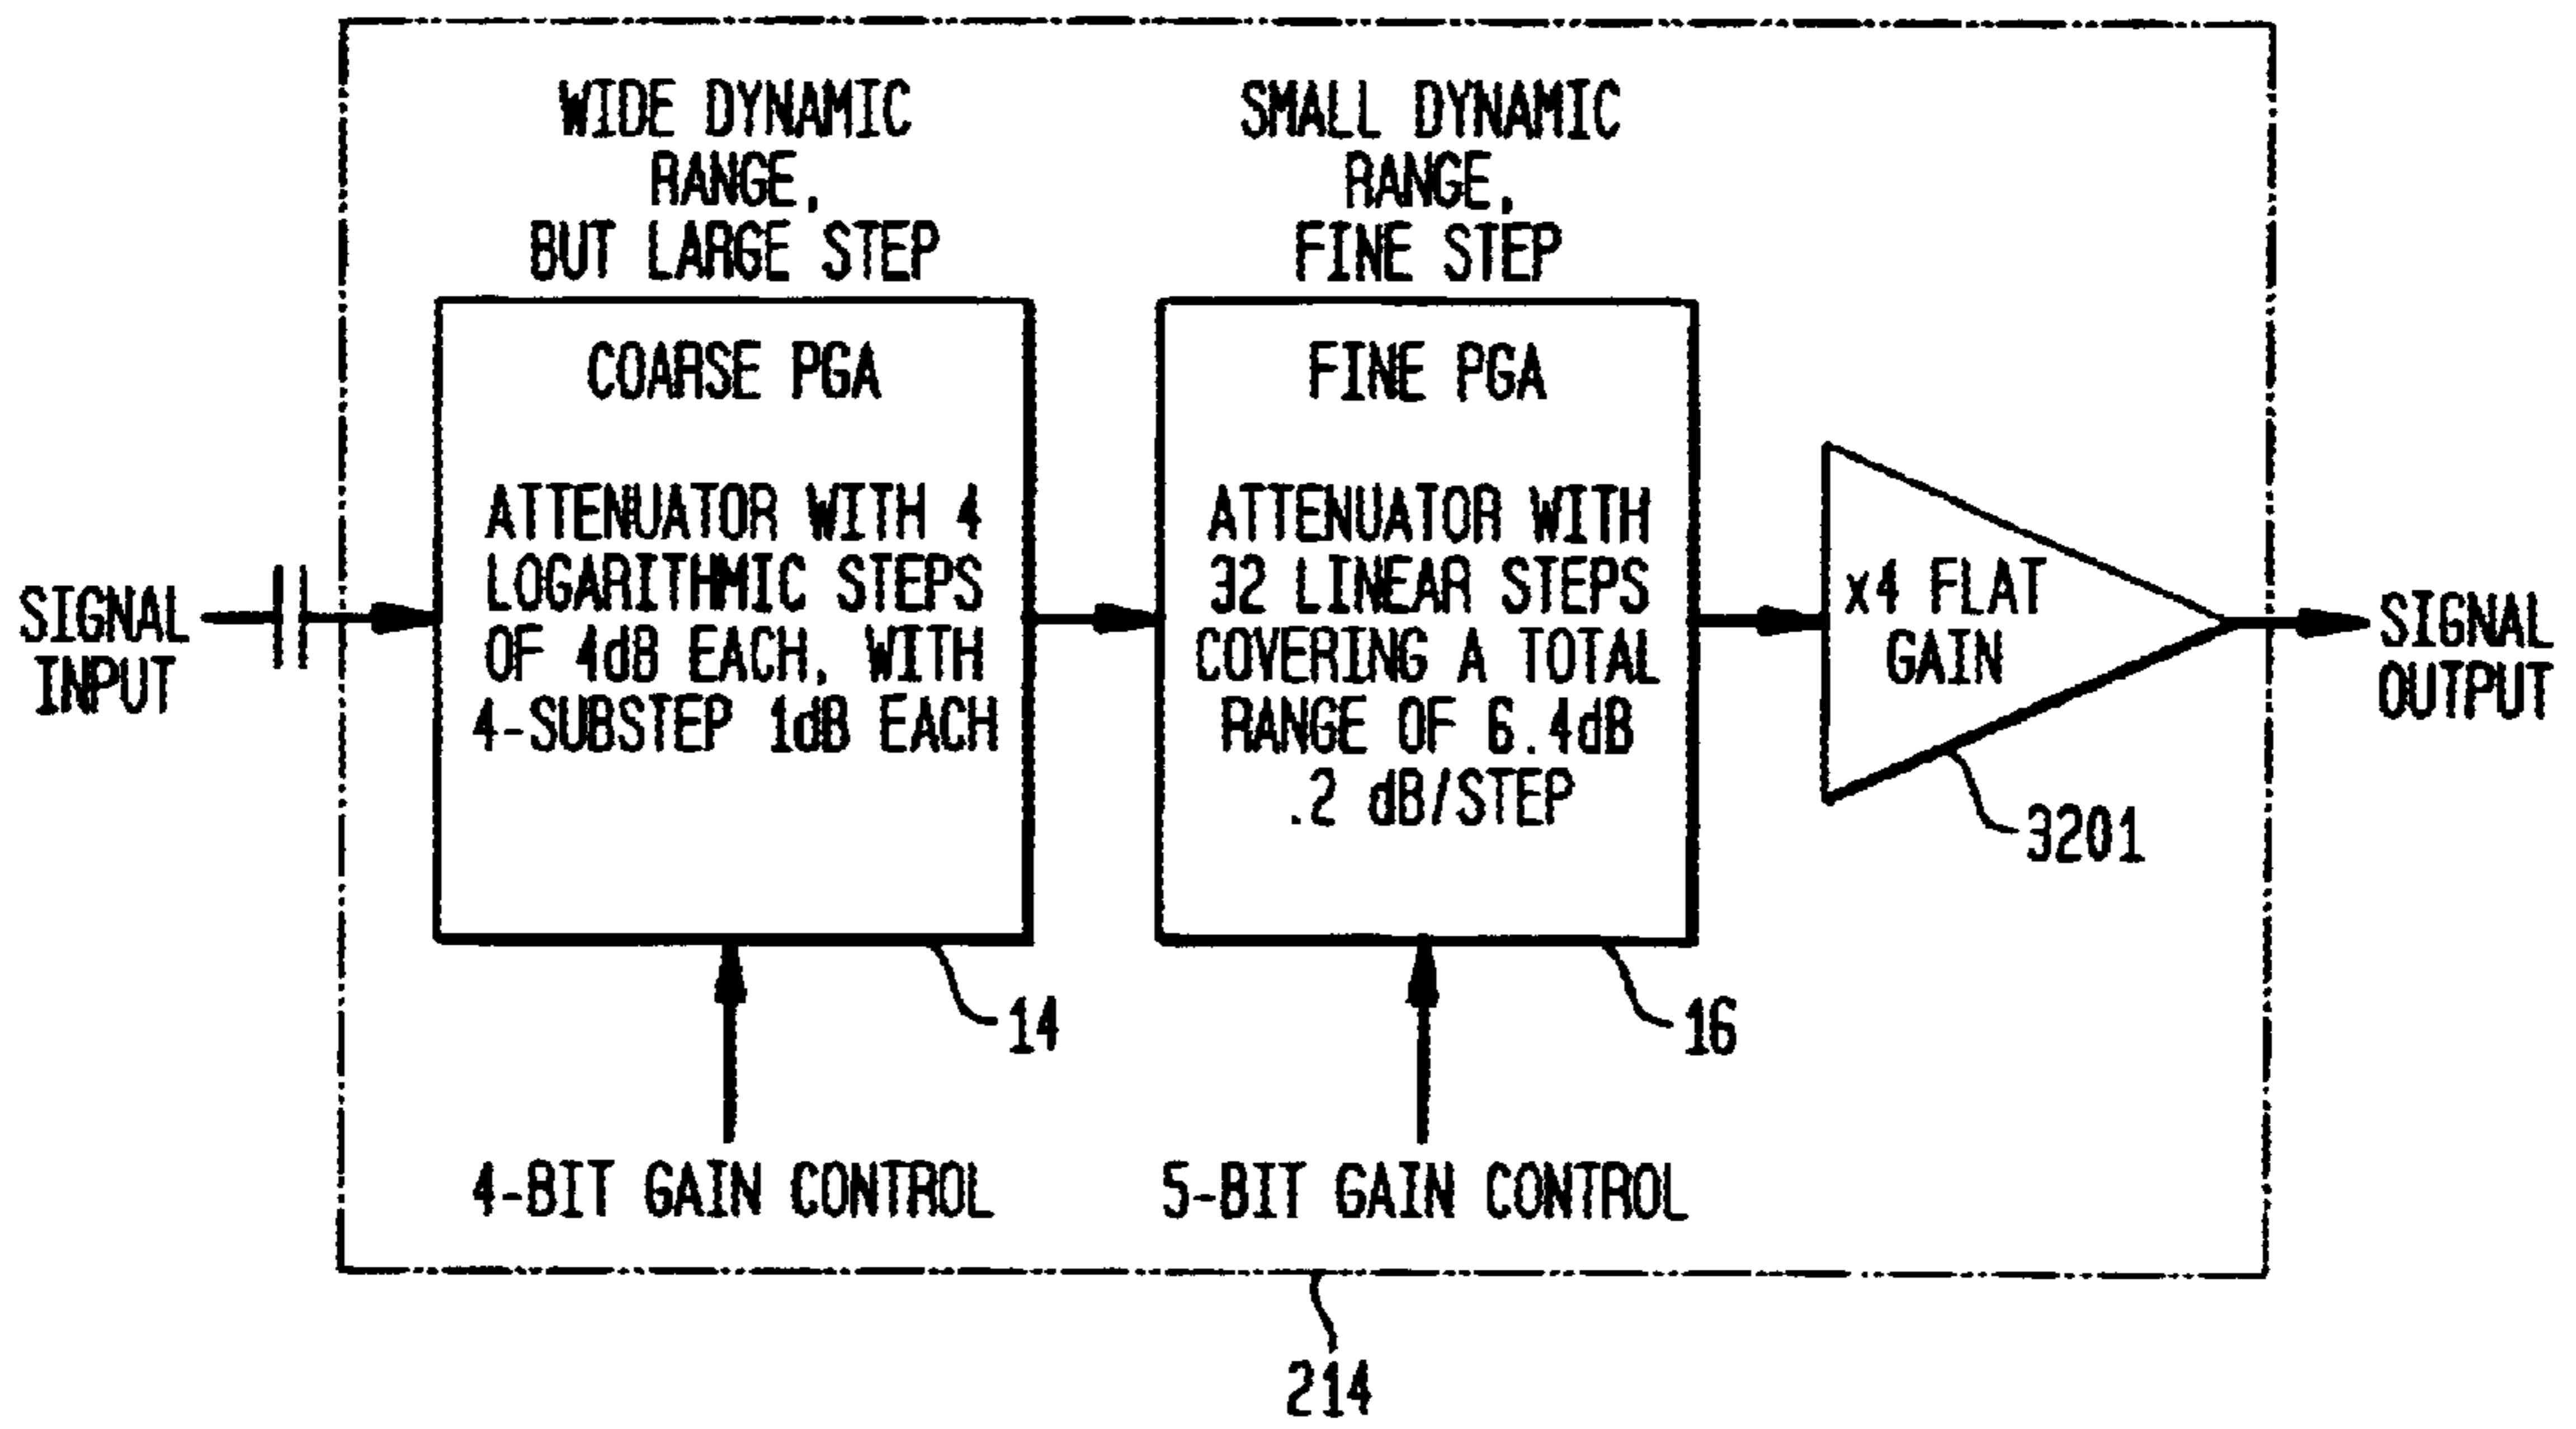 WIDE DYNAMIC
RANGE,
BUT LARGE STEP
SMALL DYNAMIC
RANGE,
FINE STEP
COARSE PGA
ATTENUATOR WITH 4
LOGARITHMIC STEPS
OF 4dB EACH, WITH
4-SUBSTEP 1dB EACH
FINE PGA
ATTENUATOR WITH
32 LINEAR STEPS
COVERING A TOTAL
RANGE OF 6.4dB
.2 dB/STEP
x4 FLAT
GAIN
SIGNAL
INPUT
SIGNAL
OUTPUT
3201
14
16
4-BIT GAIN CONTROL
5-BIT GAIN CONTROL
214